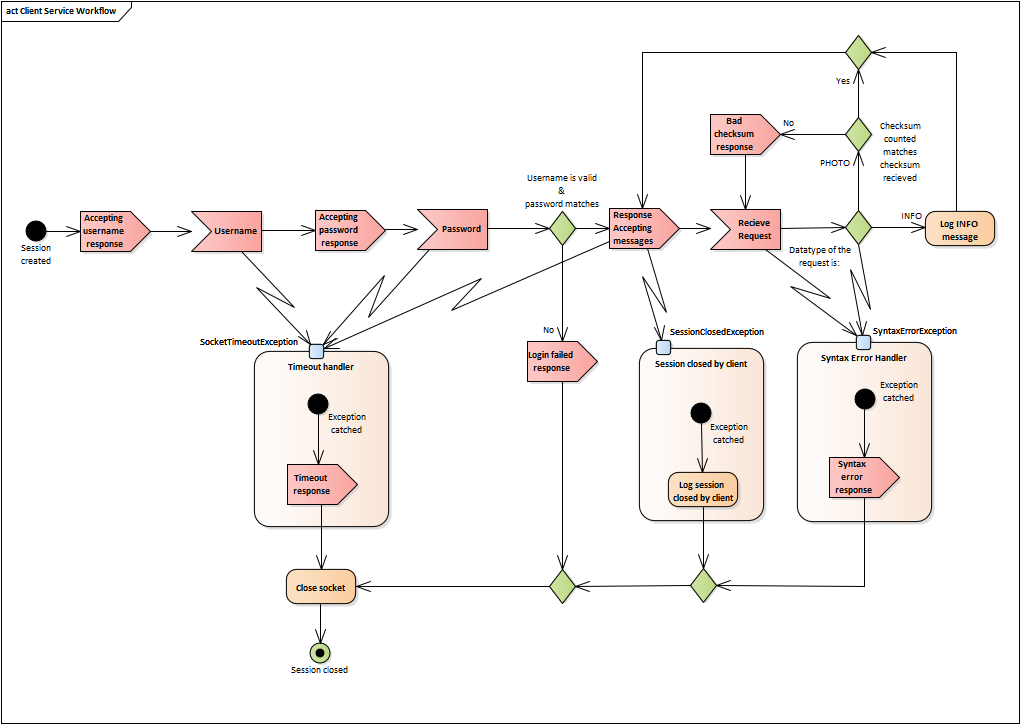 act Client Service Workflow
Yes
Bad
checksum
response
No
Checksum
counted
matches
checksum
recieved
PHOTO
Username is valid
&
password matches
Accepting
username
response
Username
Accepting
password
response
Password
Response
Accepting
messages
Recieve
Request
INFO
Log INFO
message
Session
created
Datatype of the
request is:
SocketTimeoutException
Timeout handler
Exception
catched
Timeout
response
No
Login failed
response
SessionClosedException
Session closed by client
Exception
catched
Log session
closed by client
SyntaxErrorException
Syntax Error Handler
Exception
catched
Syntax
error
response
Close socket
Session closed